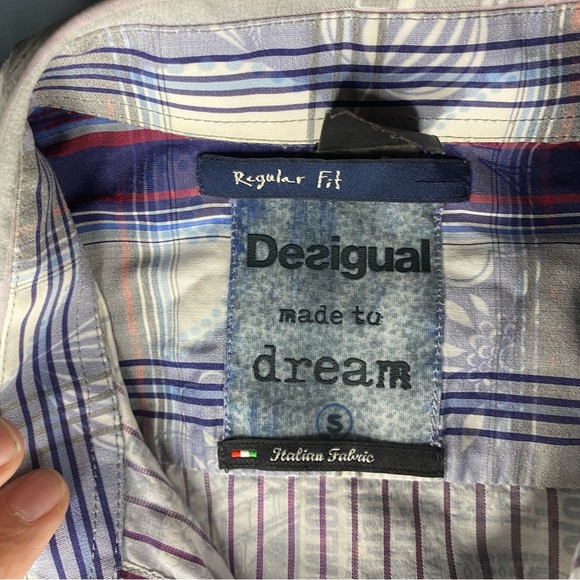 Regular Fit
Desigual
made to
dream
S
Italian Fabric